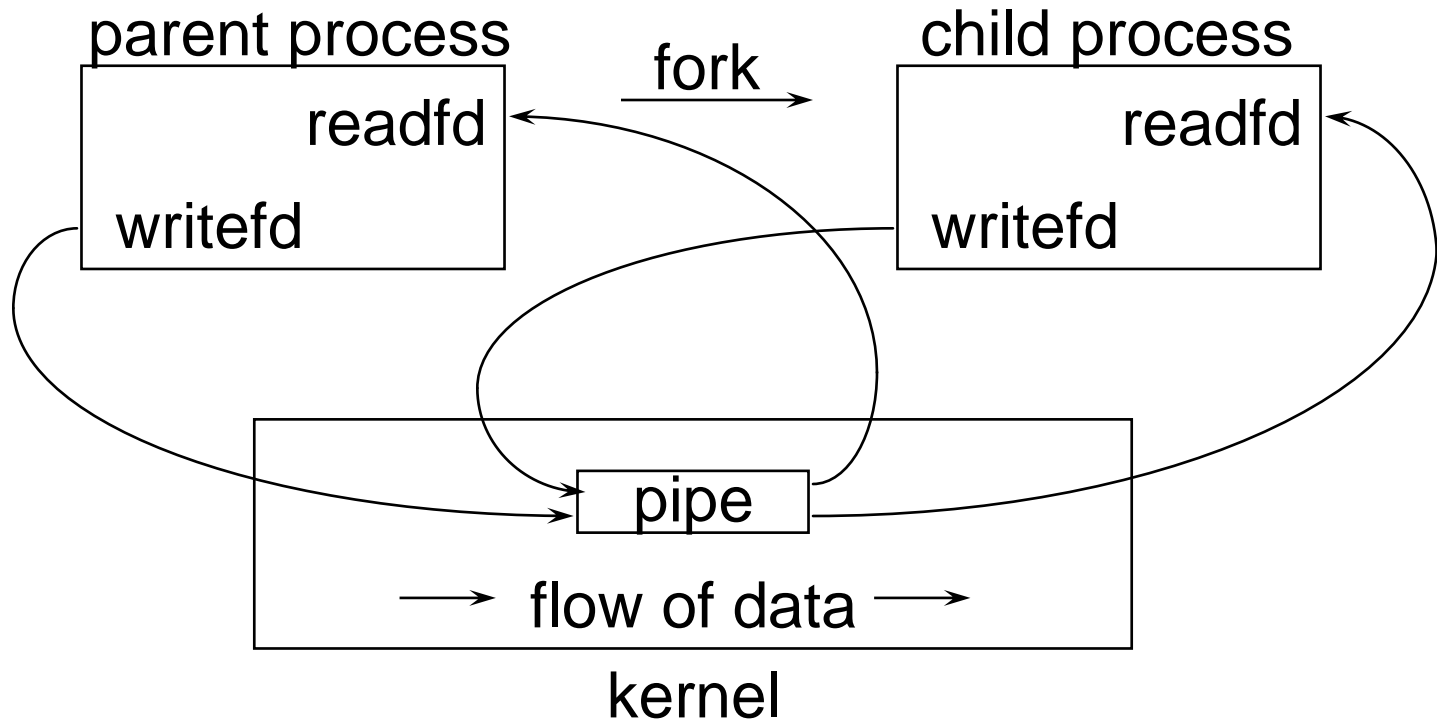 parent process
fork
child process
readfd
writefd
readfd
writefd
pipe
flow of data
kernel